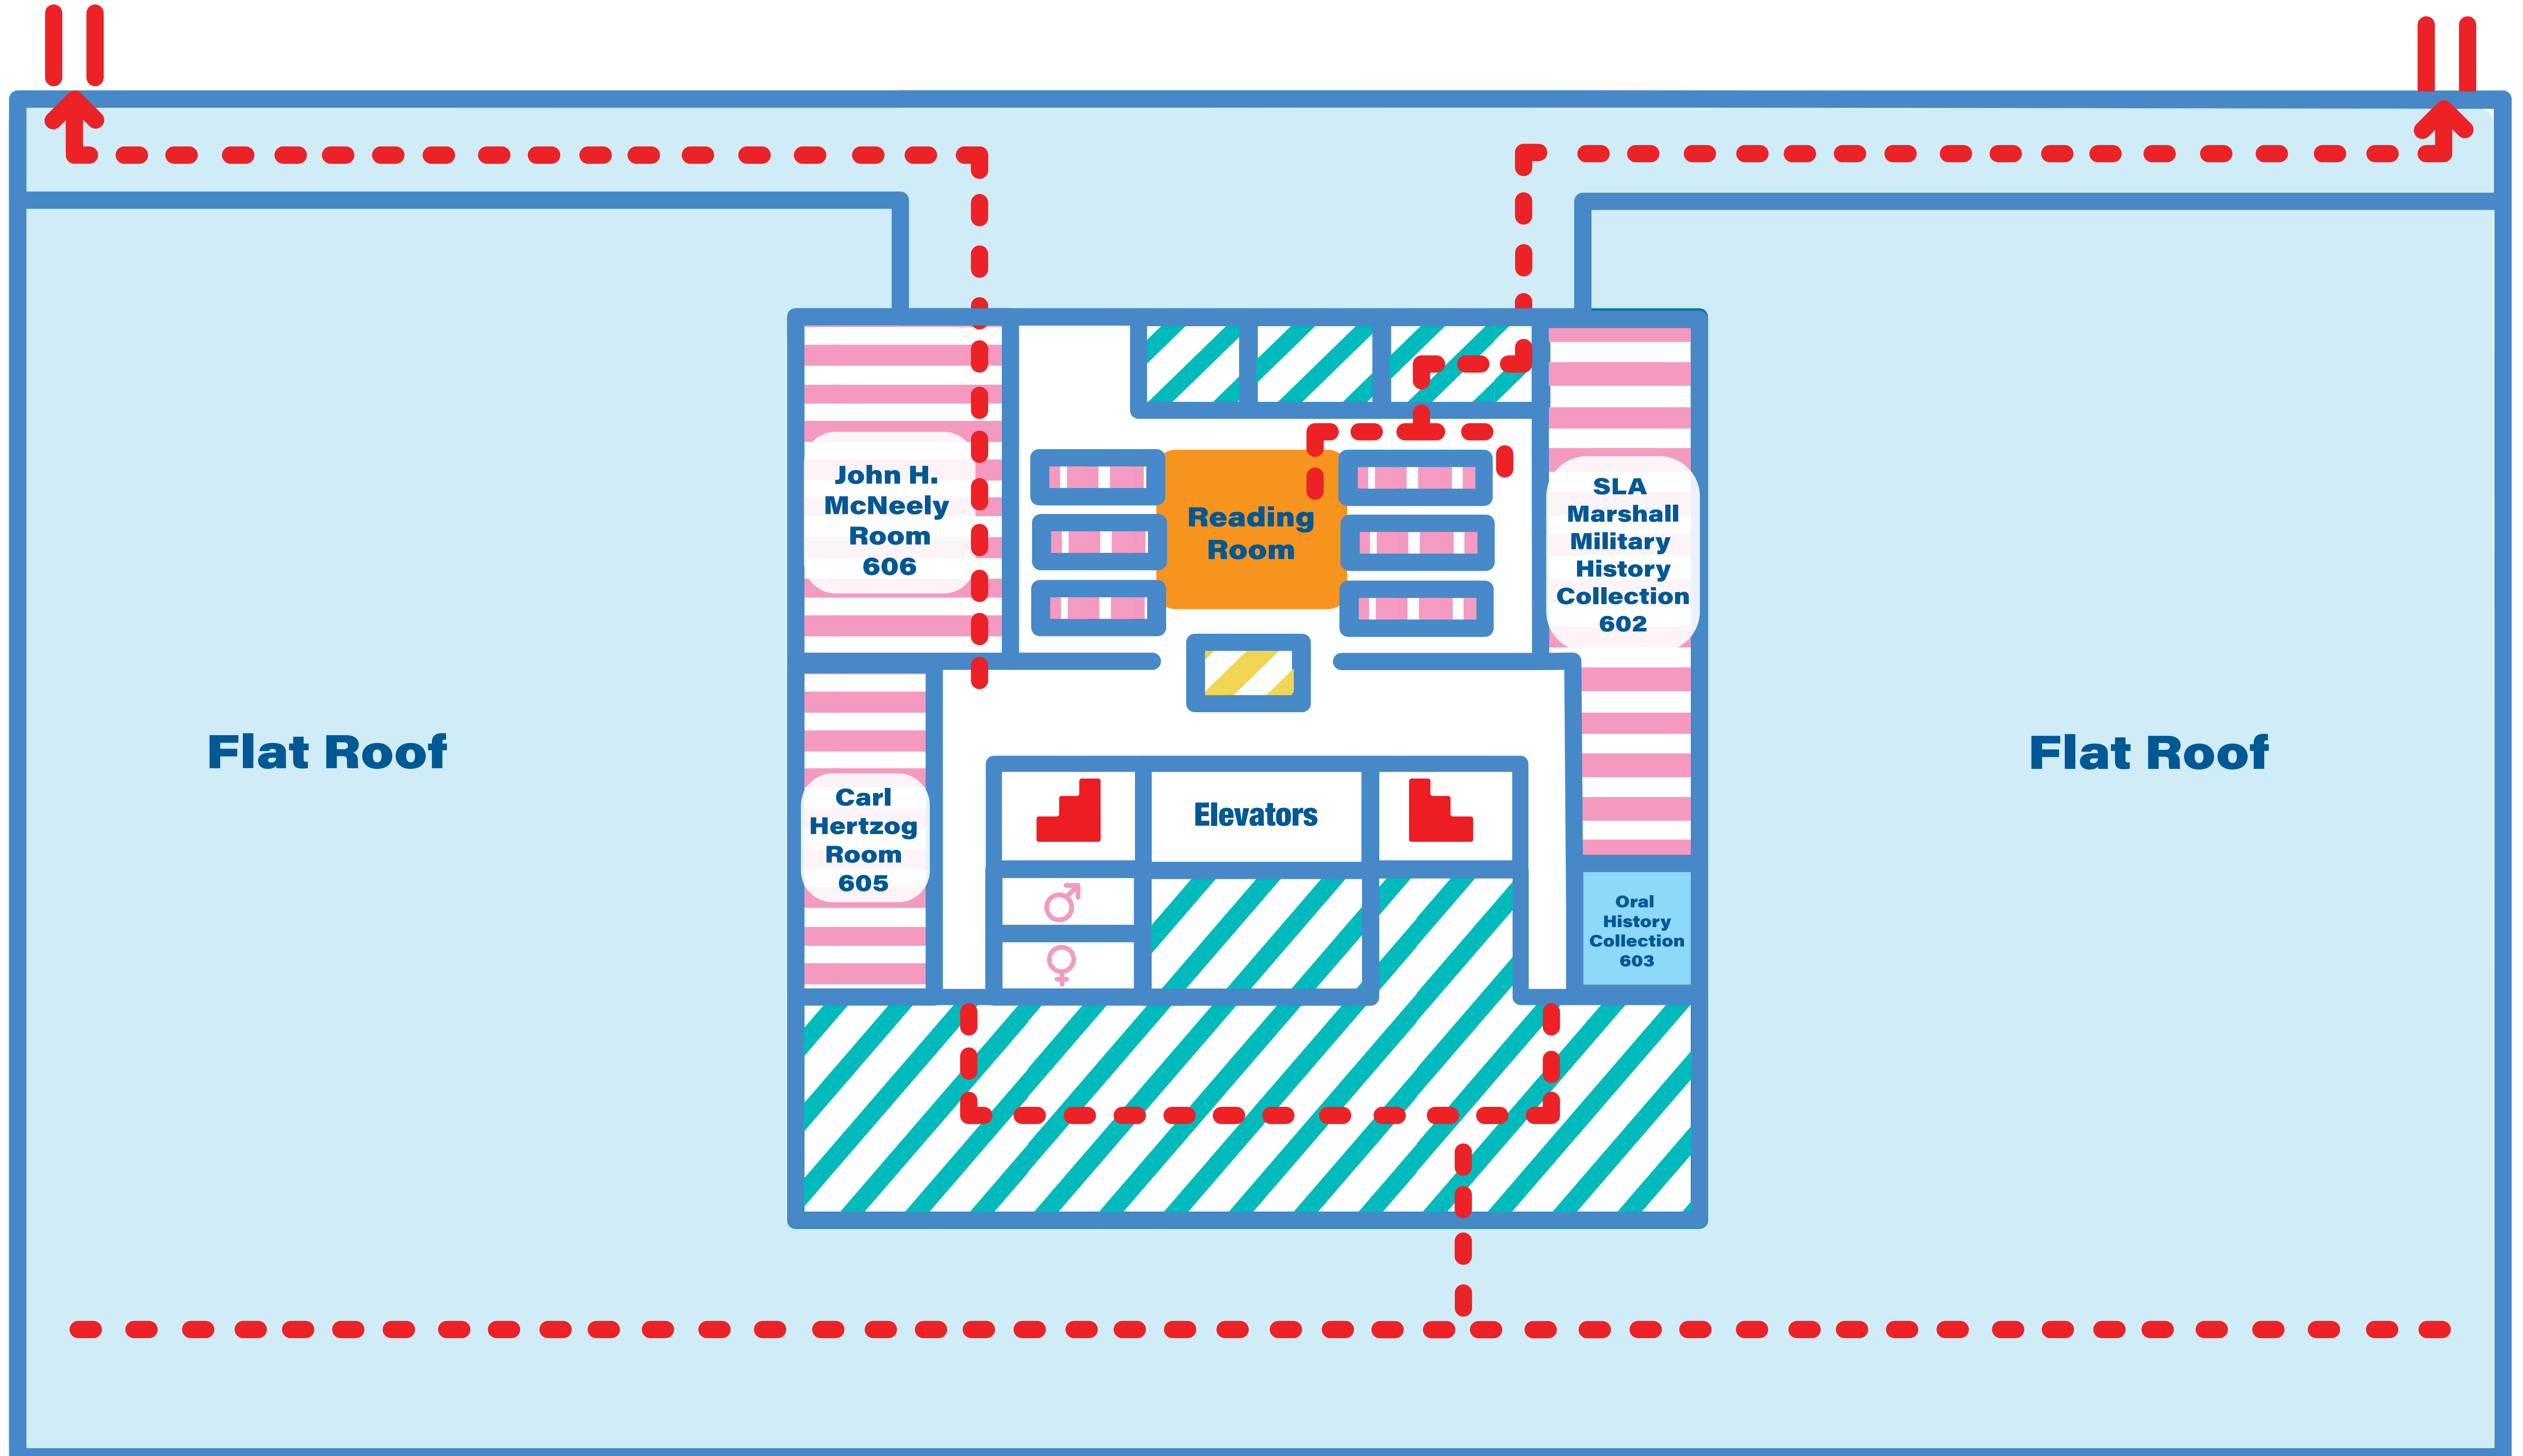 John H.
McNeely
Room
606
Reading
Room
SLA
Marshall
Military
History
Collection
602
Flat Roof
Carl
Hertzog
Room
605
Elevators
Oral
History
Collection
603
Flat Roof